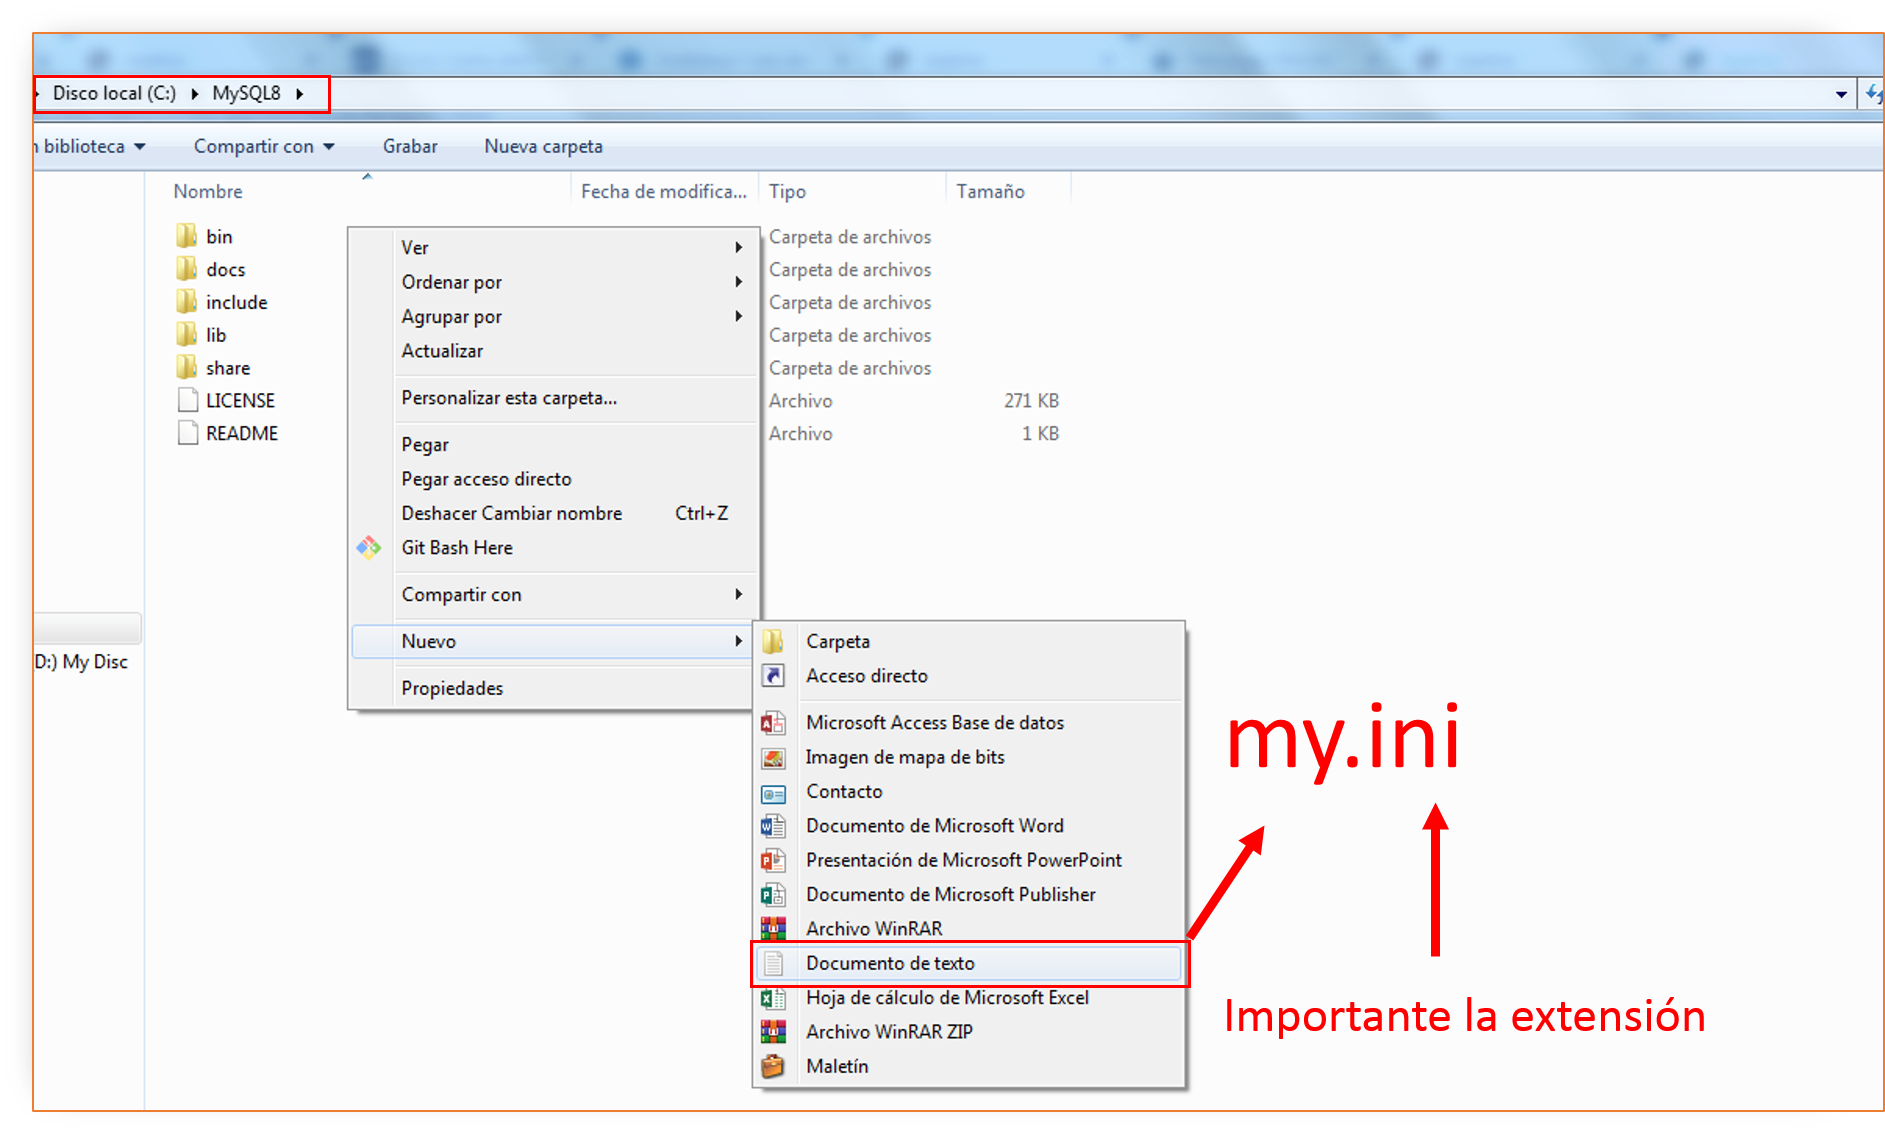 Disco local (C:) MySQL8
biblioteca Compartir con Grabar Nueva carpeta
Nombre Fecha de modifica... Tipo Tamaño
bin Carpeta de archivos
docs Carpeta de archivos
include Carpeta de archivos
lib Carpeta de archivos
share Carpeta de archivos
LICENSE Archivo 271 KB
README Archivo 1 KB
D:) My Disc
Ver
Ordenar por
Agrupar por
Actualizar
Personalizar esta carpeta...
Pegar
Pegar acceso directo
Deshacer Cambiar nombre Ctrl+Z
Git Bash Here
Compartir con
Nuevo
Propiedades
Carpeta
Acceso directo
Microsoft Access Base de datos
Imagen de mapa de bits
Contacto
Documento de Microsoft Word
Presentación de Microsoft PowerPoint
Documento de Microsoft Publisher
Archivo WinRAR
Documento de texto
Hoja de cálculo de Microsoft Excel
Archivo WinRAR ZIP
Maletín
my.ini
Importante la extensión